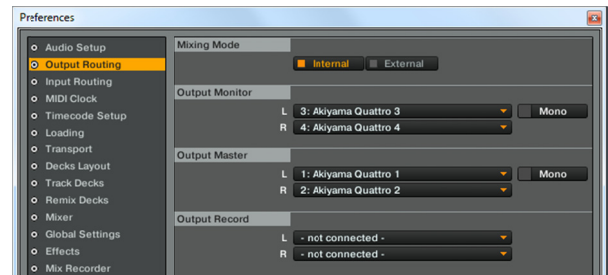 Preferences
Audio Setup
Output Routing
Input Routing
MIDI Clock
Timecode Setup
Loading
Transport
Decks Layout
Track Decks
Remix Decks
Mixer
Global Settings
Effects
Mix Recorder
Mixing Mode
Internal External
Output Monitor
L 3: Akiyama Quattro 3 Mono
R 4: Akiyama Quattro 4
Output Master
L 1: Akiyama Quattro 1 Mono
R 2: Akiyama Quattro 2
Output Record
L - not connected -
R - not connected -